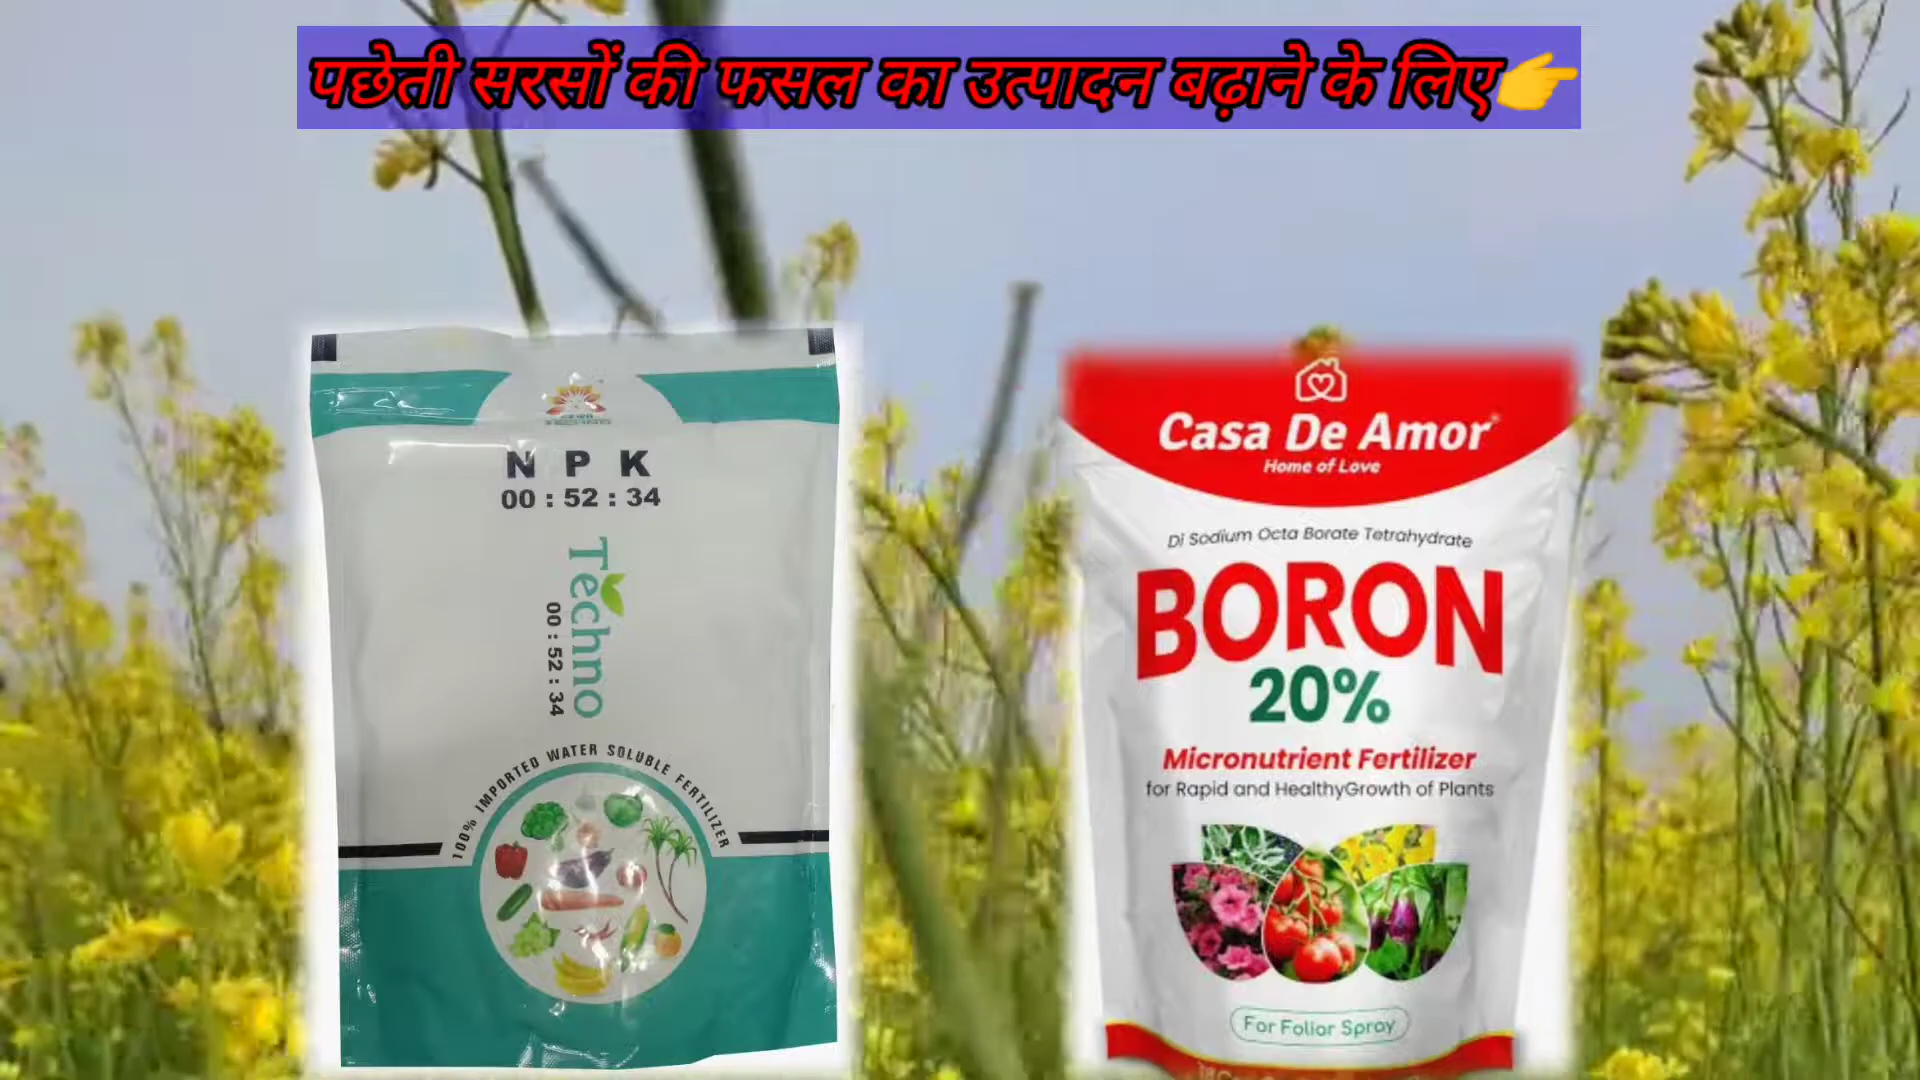 पछेती सरसों की फसल का उत्पादन बढ़ाने के लिए👉
N P K
00 : 52 : 34
Techno
00 : 52 : 34
100% IMPORTED WATER SOLUBLE FERTILIZER
Casa De Amor
Home of Love
Di Sodium Octa Borate Tetrahydrate
BORON
20%
Micronutrient Fertilizer
for Rapid and HealthyGrowth of Plants
For Folior Spray